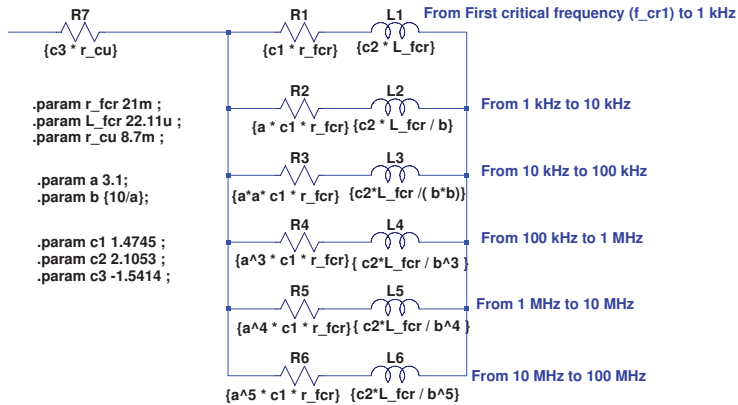 R7
{c3 * r_cu}
R1
{c1 * r_fcr}
L1
{c2 * L_fcr}
From First critical frequency (f_cr1) to 1 kHz
R2
{a * c1 * r_fcr}
L2
{c2 * L_fcr / b}
From 1 kHz to 10 kHz
.param r_fcr 21m ;
.param L_fcr 22.11u ;
.param r_cu 8.7m ;
R3
{a*a* c1 * r_fcr}
L3
{c2*L_fcr /( b*b)}
From 10 kHz to 100 kHz
.param a 3.1;
.param b {10/a};
R4
{a^3 * c1 * r_fcr}
L4
{ c2*L_fcr / b^3 }
From 100 kHz to 1 MHz
.param c1 1.4745 ;
.param c2 2.1053 ;
.param c3 -1.5414 ;
R5
{a^4 * c1 * r_fcr}
L5
{ c2*L_fcr / b^4 }
From 1 MHz to 10 MHz
R6
{a^5 * c1 * r_fcr}
L6
{c2*L_fcr / b^5}
From 10 MHz to 100 MHz